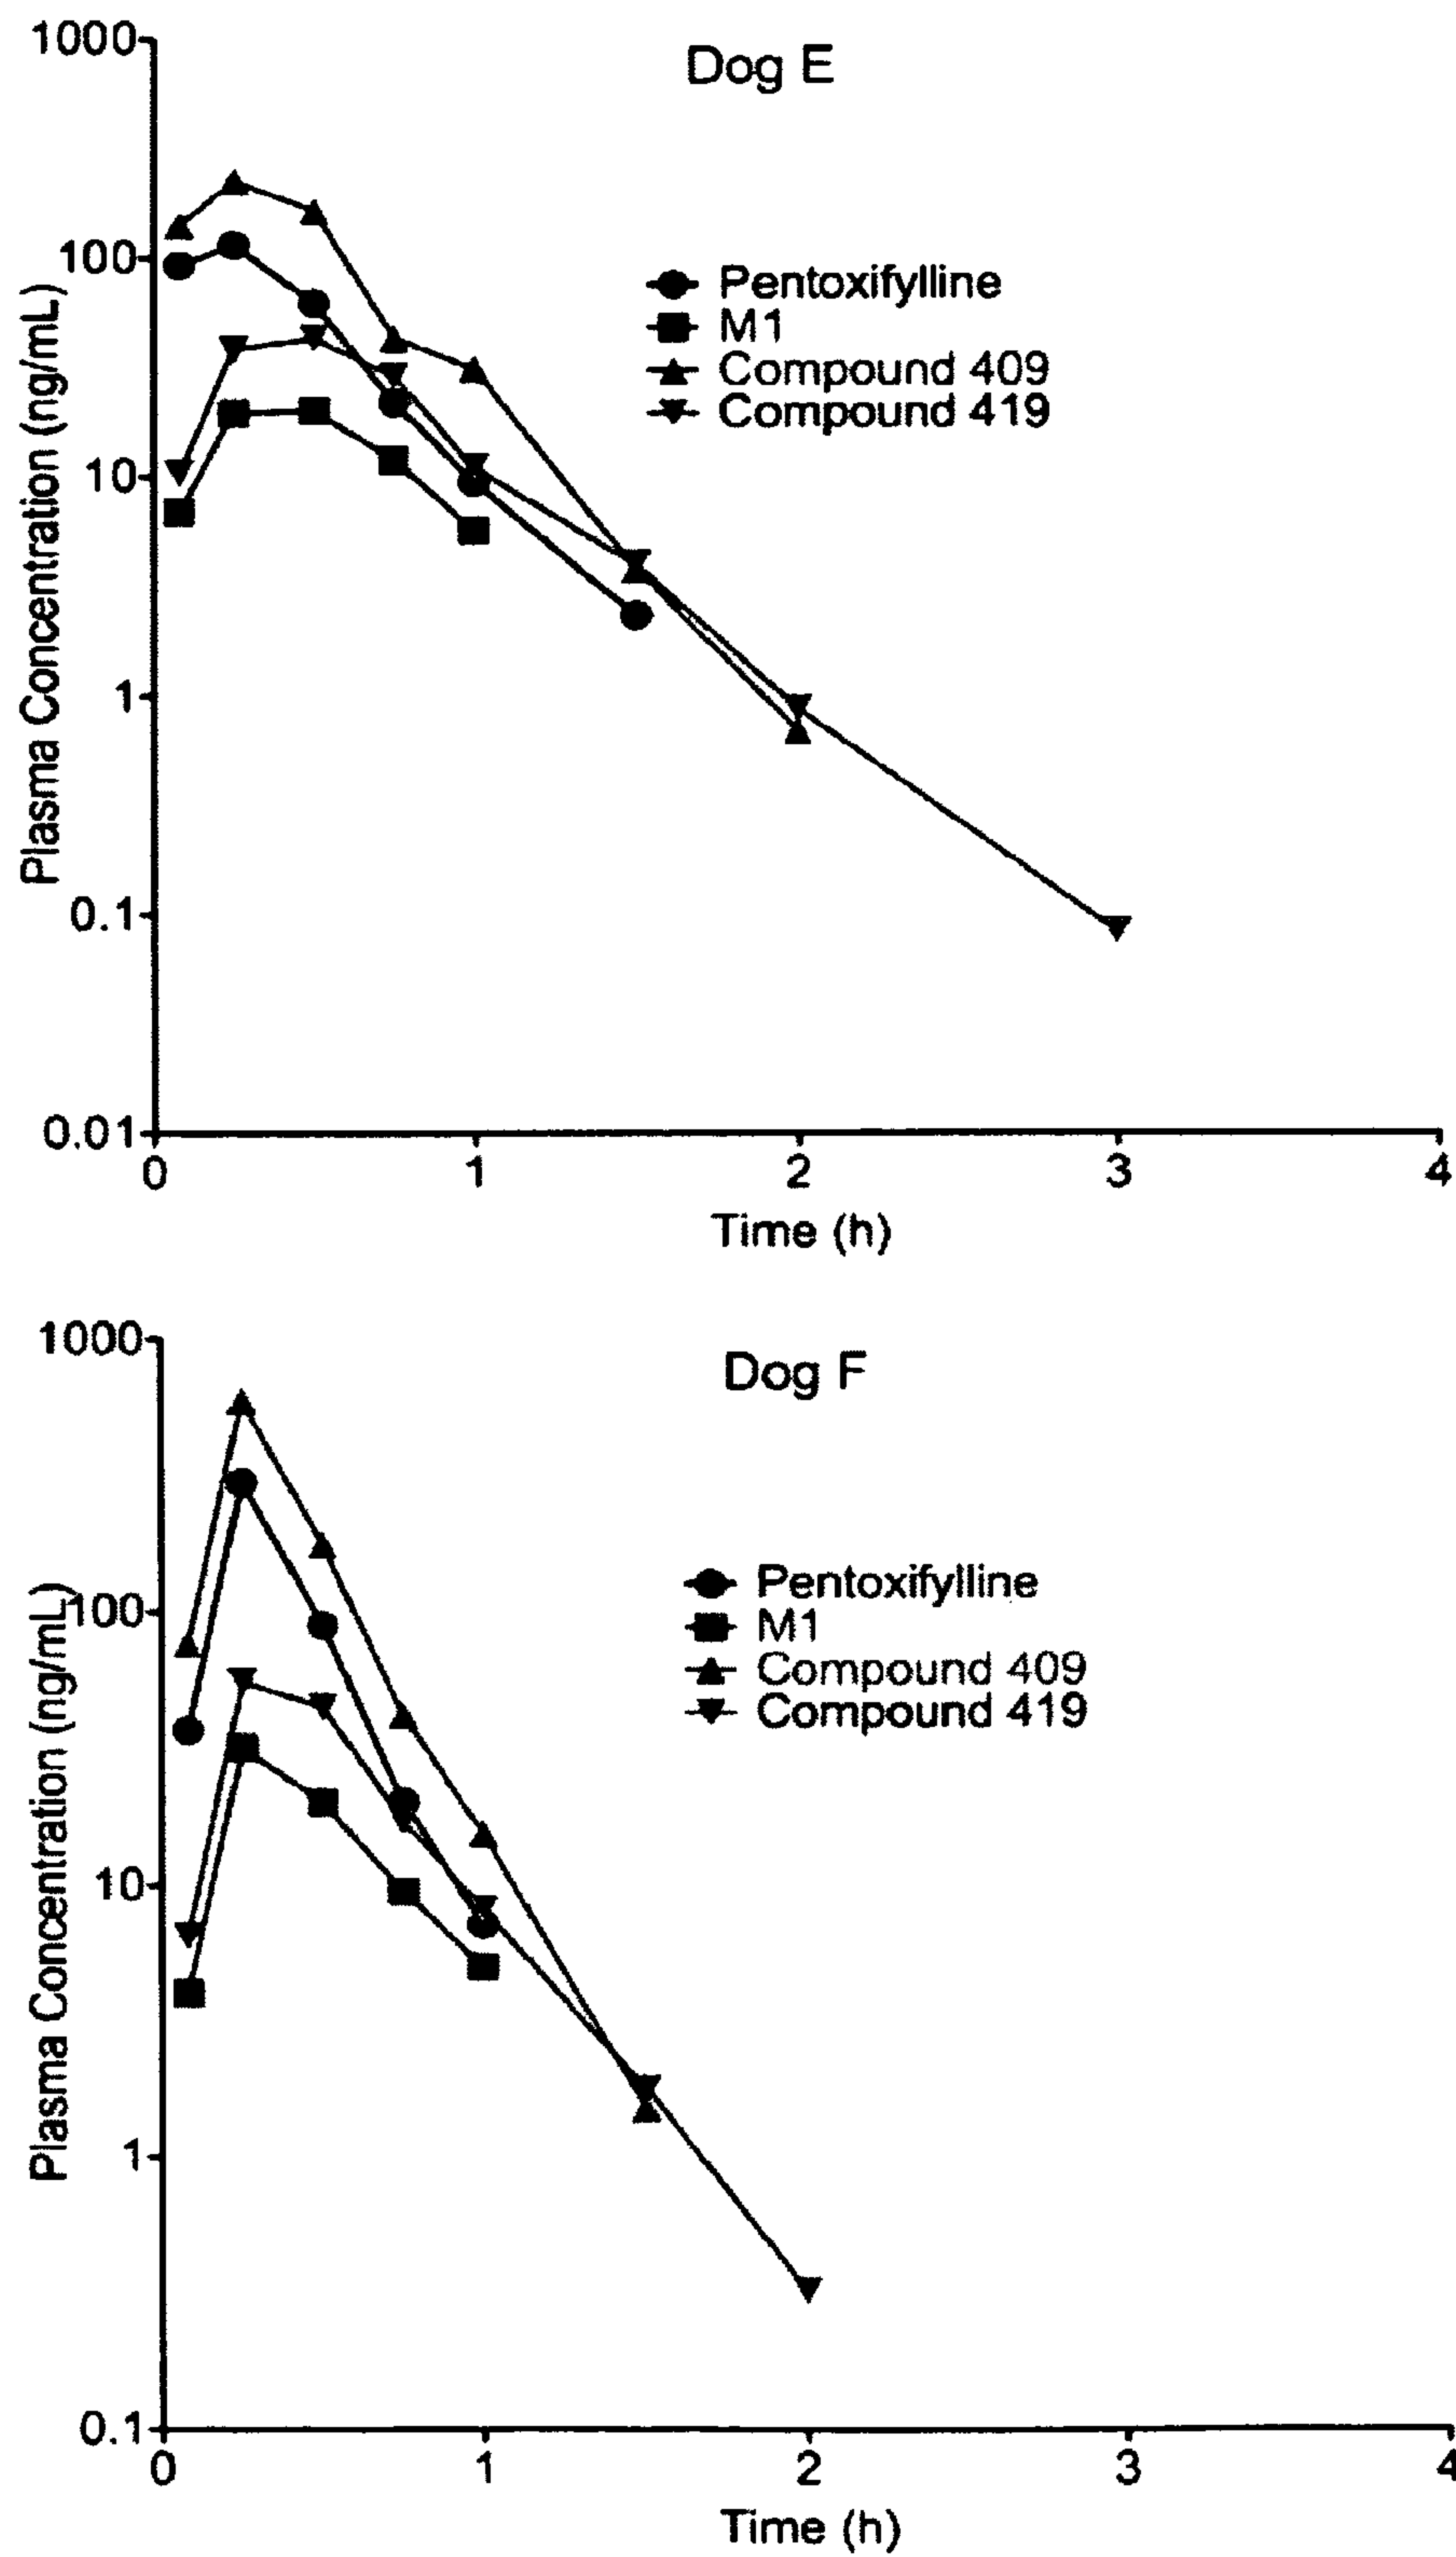 Dog E
1000
100
10
1
0.1
0.01
Plasma Concentration (ng/mL)
Pentoxifylline
M1
Compound 409
Compound 419
0 1 2 3 4
Time (h)
Dog F
1000
100
10
1
0.1
Plasma Concentration (ng/mL)
Pentoxifylline
M1
Compound 409
Compound 419
0 1 2 3 4
Time (h)